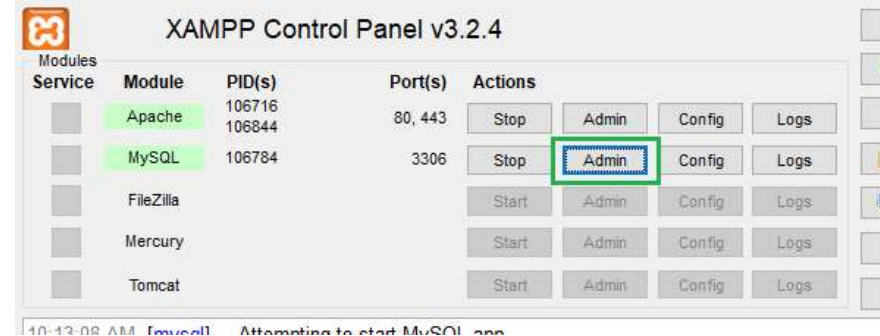 XAMPP Control Panel v3.2.4
Modules
Service Module PID(s) Port(s) Actions
Apache 106716 106844 80, 443 Stop Admin Config Logs
MySQL 106784 3306 Stop Admin Config Logs
FileZilla Start Admin Config Logs
Mercury Start Admin Config Logs
Tomcat Start Admin Config Logs
10:13:08 AM [mysql] Attempting to start MySQL app